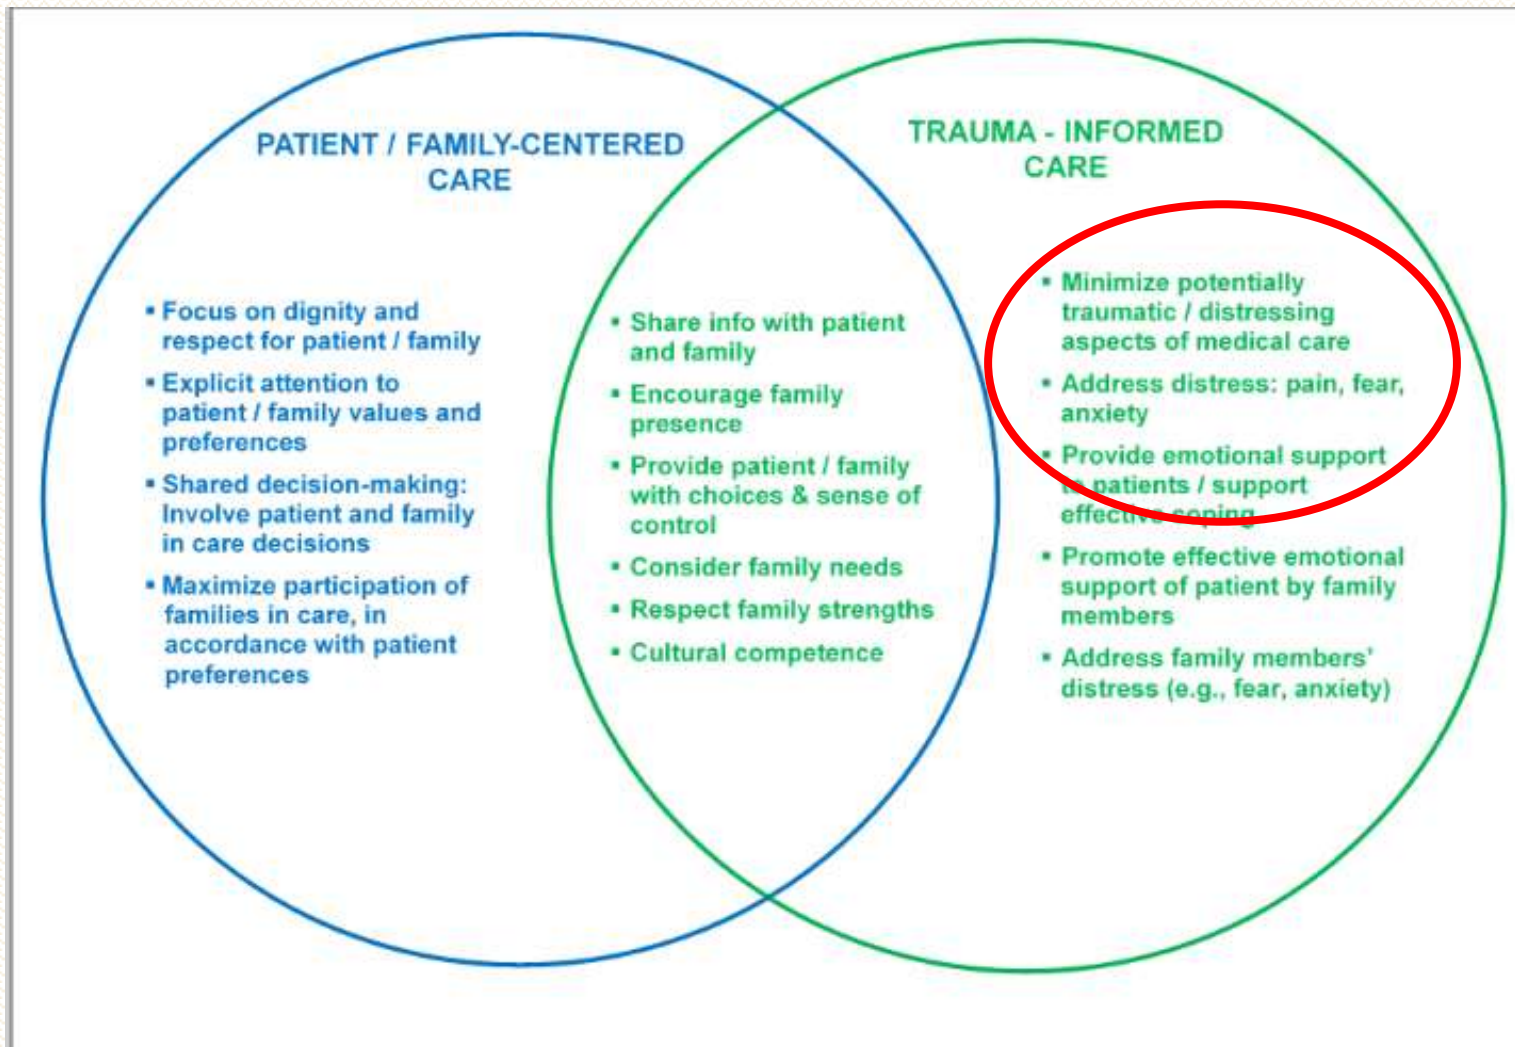 PATIENT / FAMILY-CENTERED
CARE
▪ Focus on dignity and
respect for patient / family
▪ Explicit attention to
patient / family values and
preferences
▪ Shared decision-making:
Involve patient and family
in care decisions
▪ Maximize participation of
families in care, in
accordance with patient
preferences
▪ Share info with patient
and family
▪ Encourage family
presence
▪ Provide patient / family
with choices & sense of
control
▪ Consider family needs
▪ Respect family strengths
▪ Cultural competence
TRAUMA - INFORMED
CARE
▪ Minimize potentially
traumatic / distressing
aspects of medical care
▪ Address distress: pain, fear,
anxiety
▪ Provide emotional support
to patients / support
effective coping
▪ Promote effective emotional
support of patient by family
members
▪ Address family members'
distress (e.g., fear, anxiety)